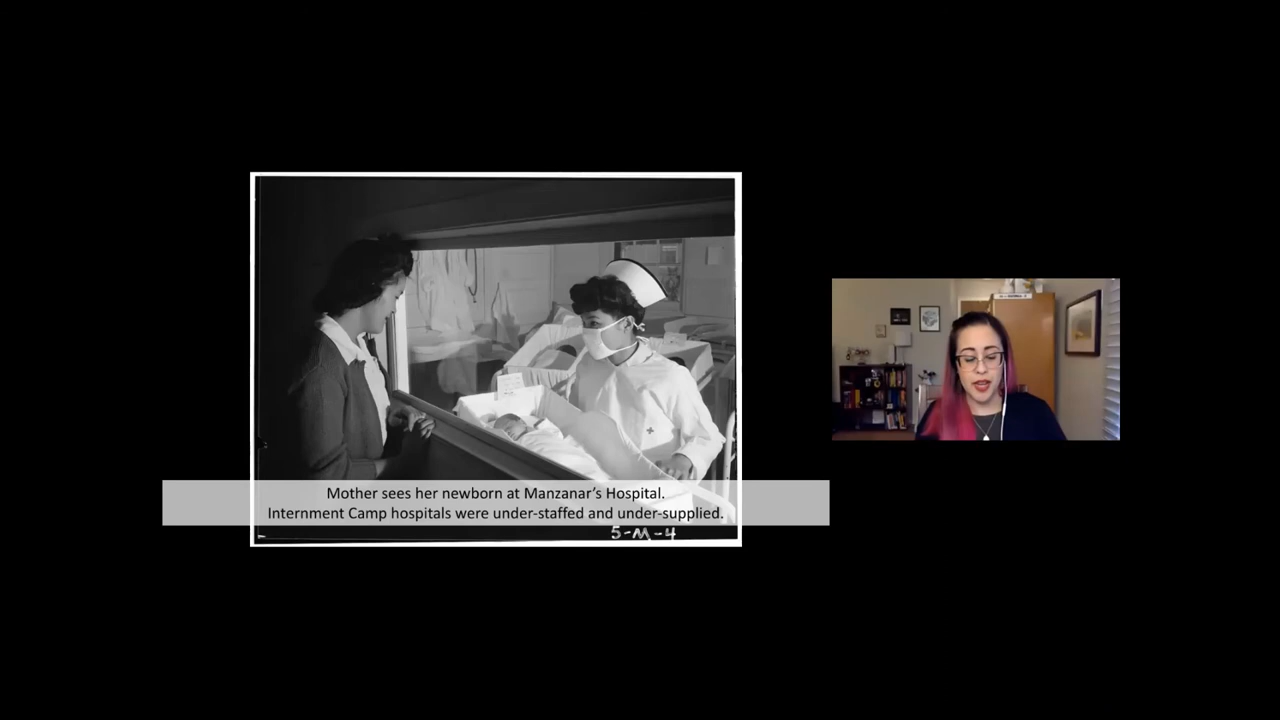 Mother sees her newborn at Manzanar’s Hospital.
Internment Camp hospitals were under-staffed and under-supplied.
5-M-4